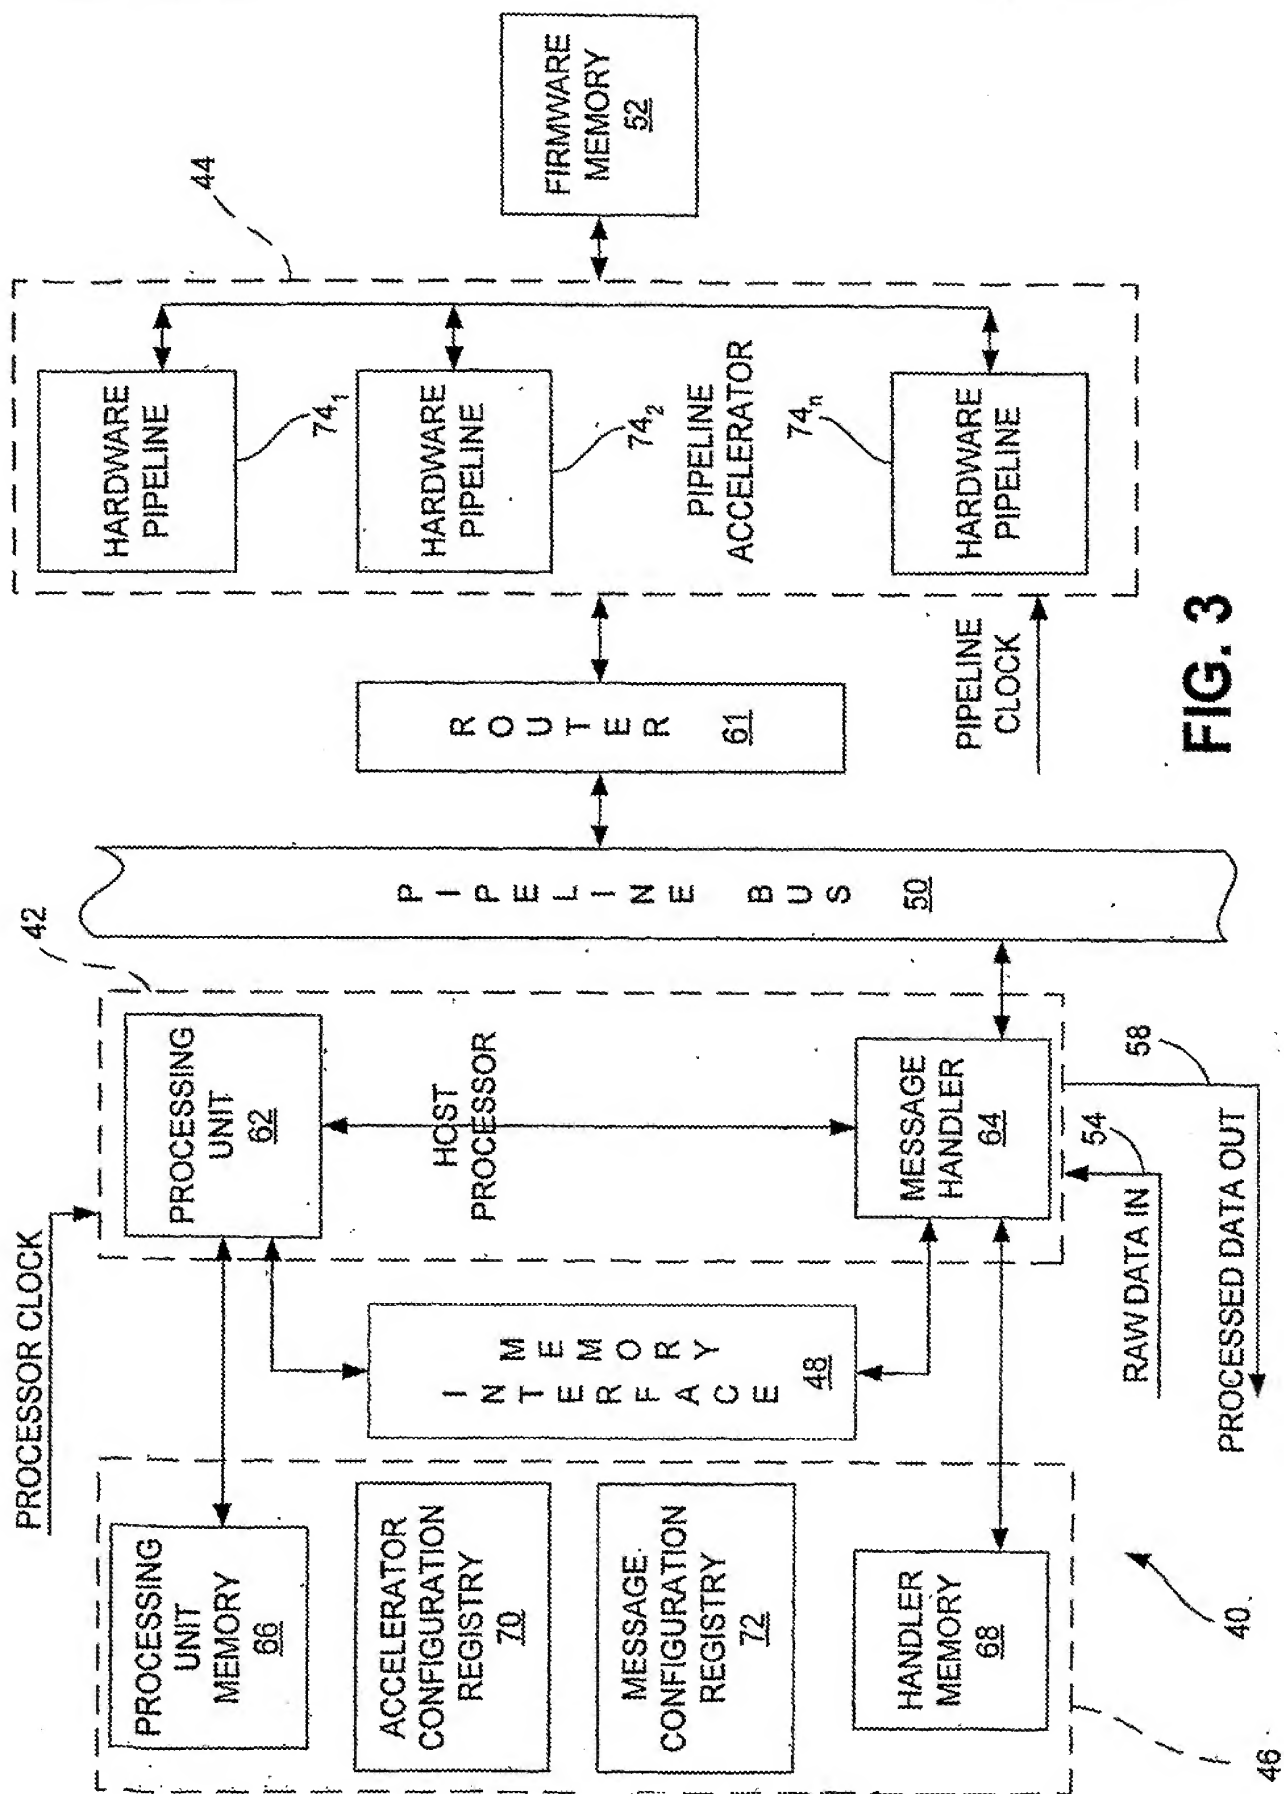 PROCESSOR CLOCK
42
44
PROCESSING
UNIT
MEMORY
66
ACCELERATOR
CONFIGURATION
REGISTRY
70
MESSAGE
CONFIGURATION
REGISTRY
72
HANDLER
MEMORY
68
46
40
MEMORY
INTERFACE
48
PROCESSING
UNIT
62
HOST
PROCESSOR
MESSAGE
HANDLER
64
RAW DATA IN
54
PROCESSED DATA OUT
58
PIPELINE BUS
50
ROUTER
61
PIPELINE
CLOCK
HARDWARE
PIPELINE
74₁
HARDWARE
PIPELINE
74₂
PIPELINE
ACCELERATOR
74ₙ
HARDWARE
PIPELINE
FIRMWARE
MEMORY
52
FIG. 3